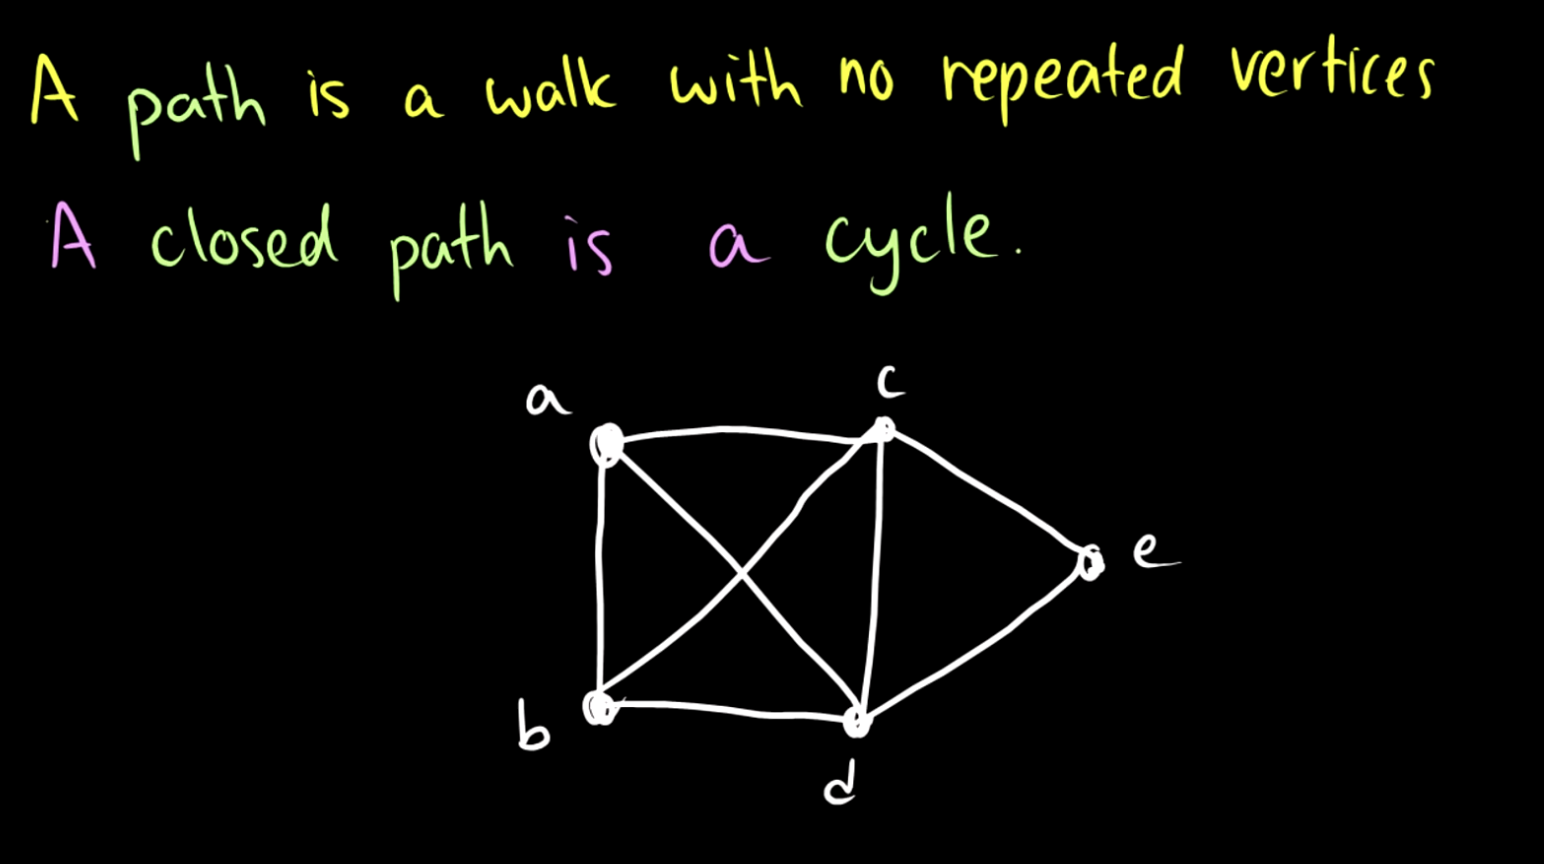 A path is a walk with no repeated vertices
A closed path is a cycle.
a
c
e
b
d